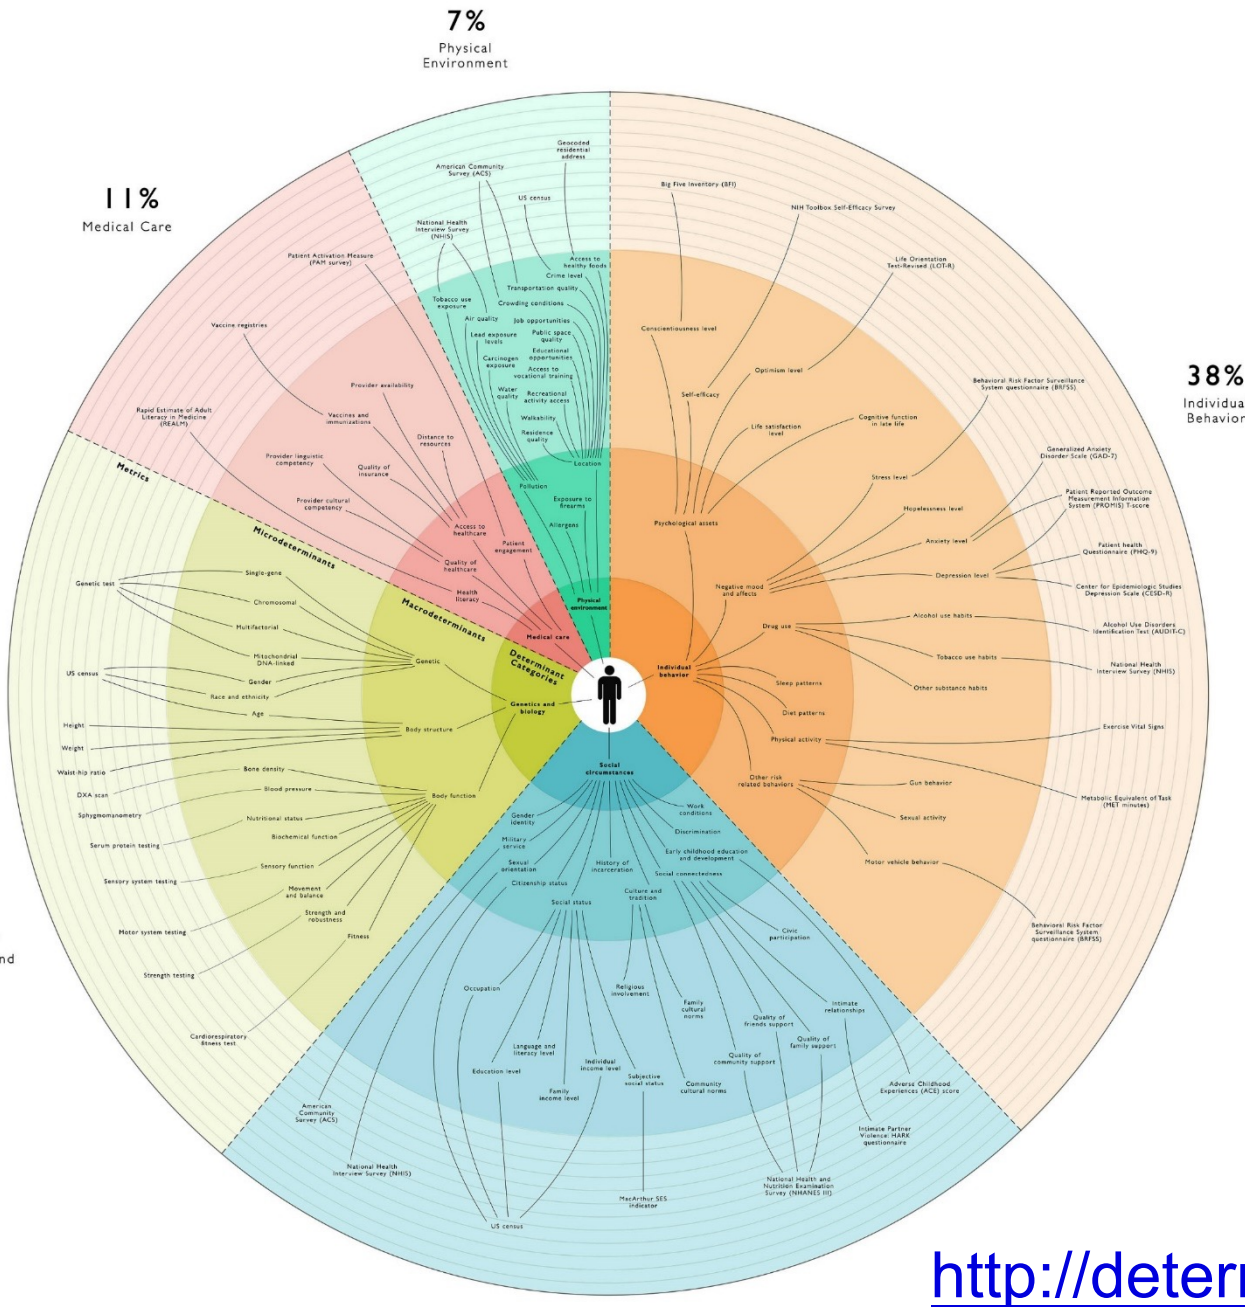 7%
Physical
Environment
11%
Medical Care
38%
Individua
Behavior
nd
Geocoded
residential
address
American Community
Survey (ACS)
US census
National Health
Interview Survey
(NHIS)
Access to
healthy foods
Crime level
Transportation quality
Tobacco use
exposure
Crowding conditions
Air quality
Job opportunities
Lead exposure
levels
Public space
quality
Educational
opportunities
Carcinogen
exposure
Access to
vocational training
Water
quality
Recreational
activity access
Walkability
Residence
quality
Location
Pollution
Exposure to
firearms
Allergens
Physical
environment
Patient Activation Measure
(PAM survey)
Vaccine registries
Rapid Estimate of Adult
Literacy in Medicine
(REALM)
Provider availability
Vaccines and
immunizations
Distance to
resources
Provider linguistic
competency
Quality of
insurance
Provider cultural
competency
Access to
healthcare
Patient
engagement
Quality of
healthcare
Health
literacy
Medical care
Metrics
Microdeterminants
Macrodeterminants
Determinant
Categories
Genetic test
Single-gene
Chromosomal
Multifactorial
Mitochondrial
DNA-linked
US census
Gender
Race and ethnicity
Age
Genetic
Genetics and
biology
Height
Weight
Waist-hip ratio
Body structure
DXA scan
Bone density
Sphygmomanometry
Blood pressure
Body function
Serum protein testing
Nutritional status
Biochemical function
Sensory system testing
Sensory function
Motor system testing
Movement
and balance
Strength testing
Strength and
robustness
Fitness
Cardiorespiratory
fitness test
Big Five Inventory (BFI)
NIH Toolbox Self-Efficacy Survey
Life Orientation
Test-Revised (LOT-R)
Conscientiousness level
Optimism level
Self-efficacy
Life satisfaction
level
Cognitive function
in late life
Psychological assets
Behavioral Risk Factor Surveillance
System questionnaire (BRFSS)
Generalized Anxiety
Disorder Scale (GAD-7)
Stress level
Patient Reported Outcome
Measurement Information
System (PROMIS) T-score
Hopelessness level
Anxiety level
Patient health
Questionnaire (PHQ-9)
Depression level
Center for Epidemiologic Studies
Depression Scale (CESD-R)
Negative mood
and affects
Drug use
Alcohol use habits
Alcohol Use Disorders
Identification Test (AUDIT-C)
Tobacco use habits
National Health
Interview Survey (NHIS)
Other substance habits
Individual
behavior
Sleep patterns
Diet patterns
Physical activity
Exercise Vital Signs
Metabolic Equivalent of Task
(MET minutes)
Other risk
related behaviors
Gun behavior
Sexual activity
Motor vehicle behavior
Behavioral Risk Factor
Surveillance System
questionnaire (BRFSS)
Social
circumstances
Gender
identity
Work
conditions
Military
service
Discrimination
Sexual
orientation
History of
incarceration
Early childhood education
and development
Citizenship status
Social connectedness
Social status
Culture and
tradition
Civic
participation
Occupation
Religious
involvement
Family
cultural
norms
Intimate
relationships
Quality of
friends support
Quality of
family support
Language and
literacy level
Quality of
community support
Education level
Individual
income level
Subjective
social status
Family
income level
Community
cultural norms
Adverse Childhood
Experiences (ACE) score
American
Community
Survey (ACS)
Intimate Partner
Violence: HARK
questionnaire
National Health
Interview Survey (NHIS)
National Health and
Nutrition Examination
Survey (NHANES III)
MacArthur SES
indicator
US census
http://deter